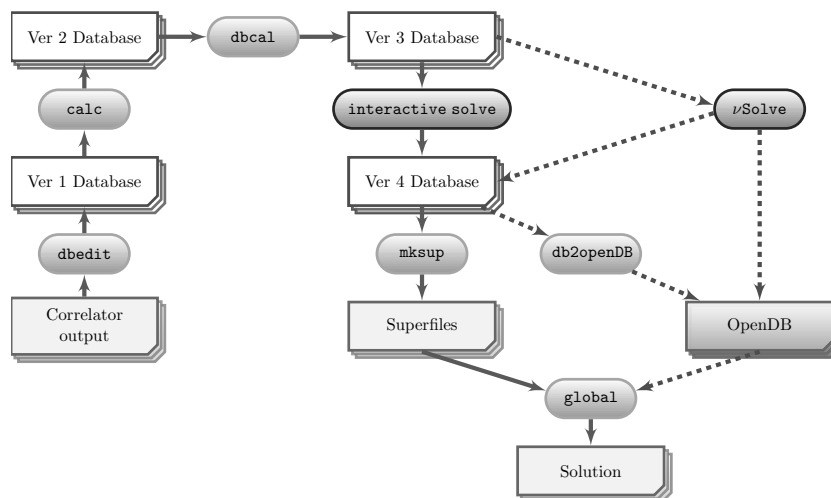 Ver 2 Database
dbcal
Ver 3 Database
calc
interactive solve
νSolve
Ver 1 Database
Ver 4 Database
dbedit
mksup
db2openDB
Correlator
output
Superfiles
OpenDB
global
Solution